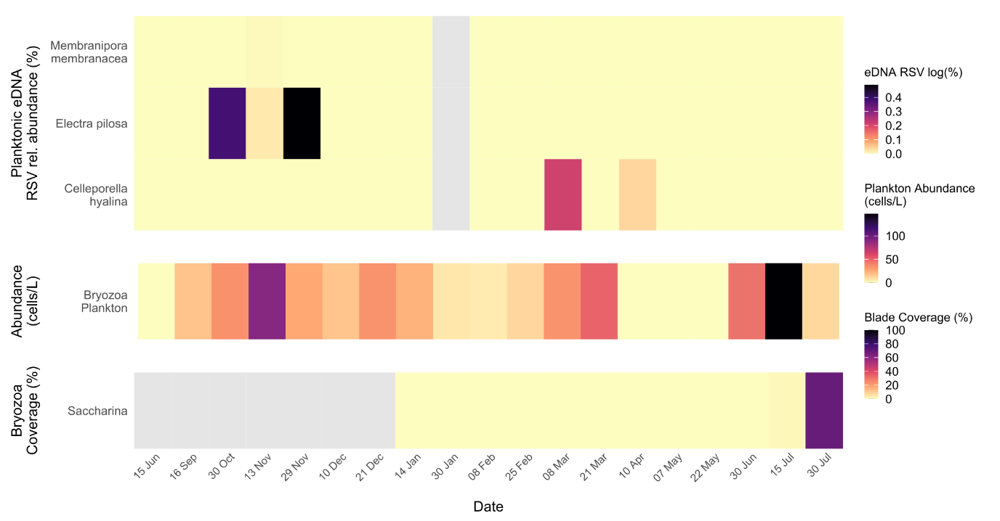 Planktonic eDNA
RSV rel. abundance (%)
Membranipora
membranacea
Electra pilosa
Celleporella
hyalina
Abundance
(cells/L)
Bryozoa
Plankton
Bryozoa
Coverage (%)
Saccharina
15 Jun
16 Sep
30 Oct
13 Nov
29 Nov
10 Dec
21 Dec
14 Jan
30 Jan
08 Feb
25 Feb
08 Mar
21 Mar
10 Apr
07 May
22 May
30 Jun
15 Jul
30 Jul
Date
eDNA RSV log(%)
0.4
0.3
0.2
0.1
0.0
Plankton Abundance
(cells/L)
100
50
0
Blade Coverage (%)
100
80
60
40
20
0